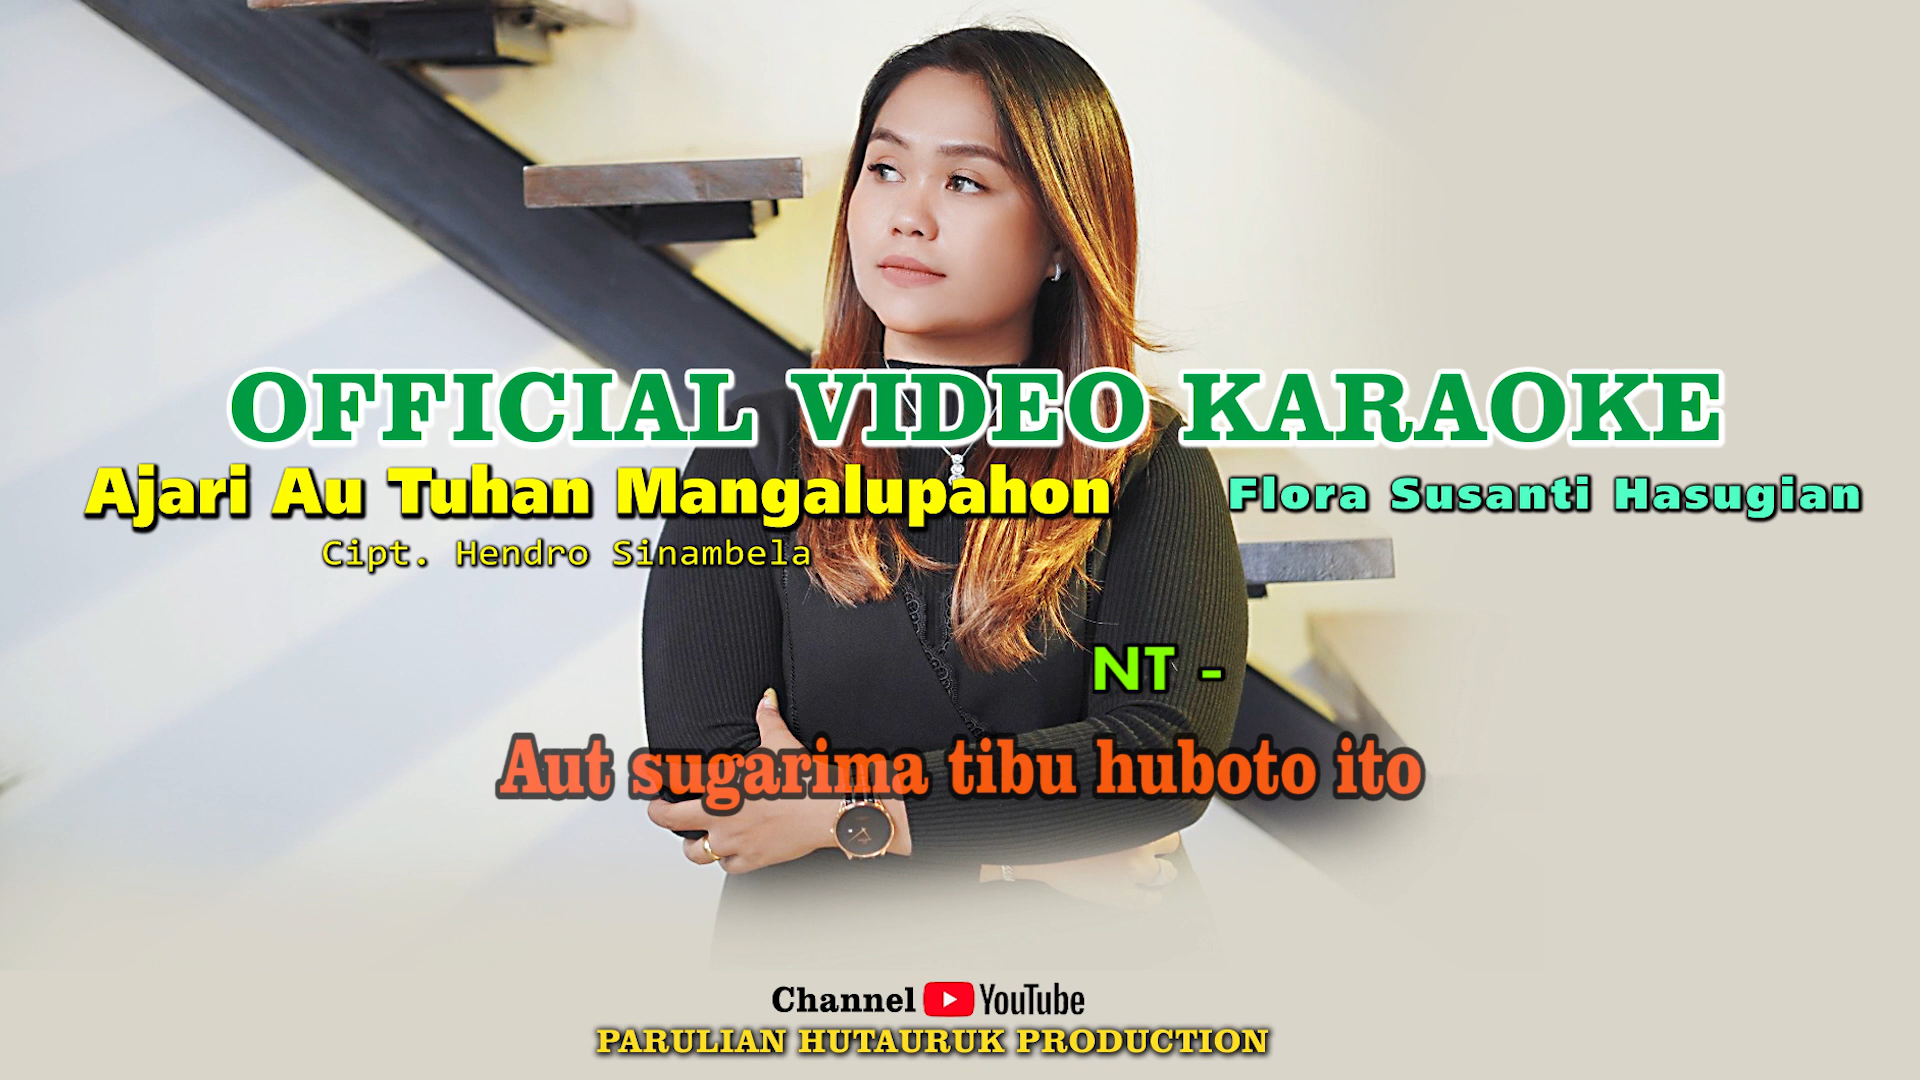 OFFICIAL VIDEO KARAOKE
Ajari Au Tuhan Mangalupahon
Flora Susanti Hasugian
Cipt. Hendro Sinambela
NT -
Aut sugarima tibu huboto ito
Channel YouTube
PARULIAN HUTAURUK PRODUCTION